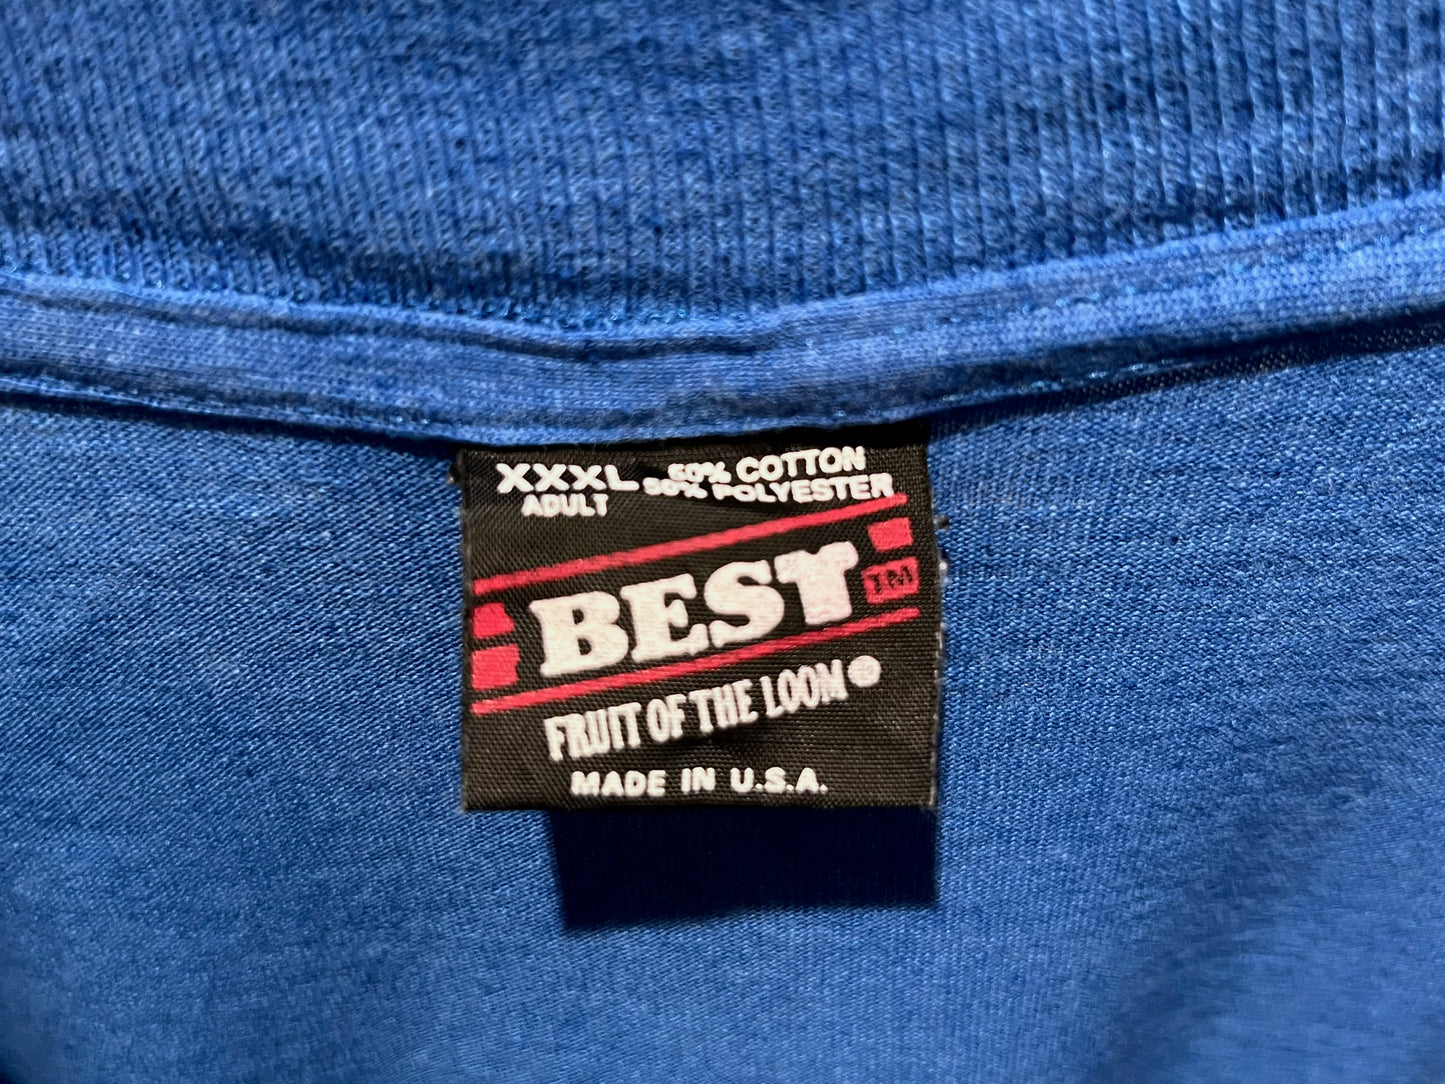 XXXL 50% COTTON
ADULT 50% POLYESTER
BEST TM
FRUIT OF THE LOOM®
MADE IN U.S.A.